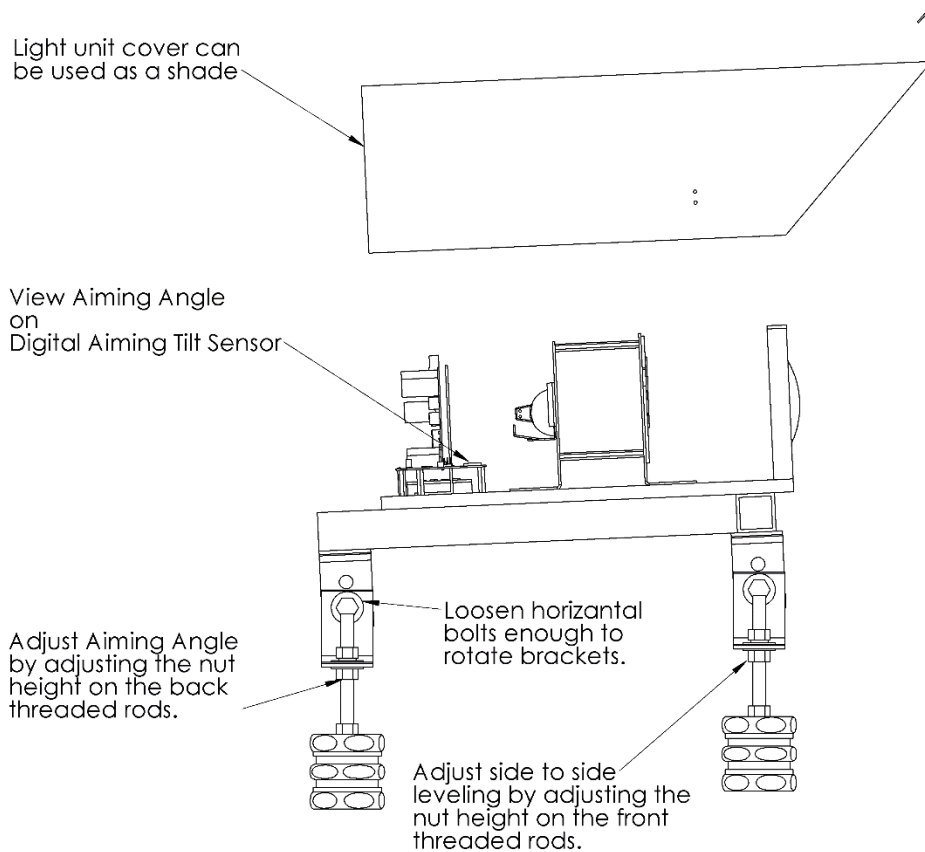 Light unit cover can
be used as a shade
View Aiming Angle
on
Digital Aiming Tilt Sensor
Loosen horizantal
bolts enough to
rotate brackets.
Adjust Aiming Angle
by adjusting the nut
height on the back
threaded rods.
Adjust side to side
leveling by adjusting the
nut height on the front
threaded rods.